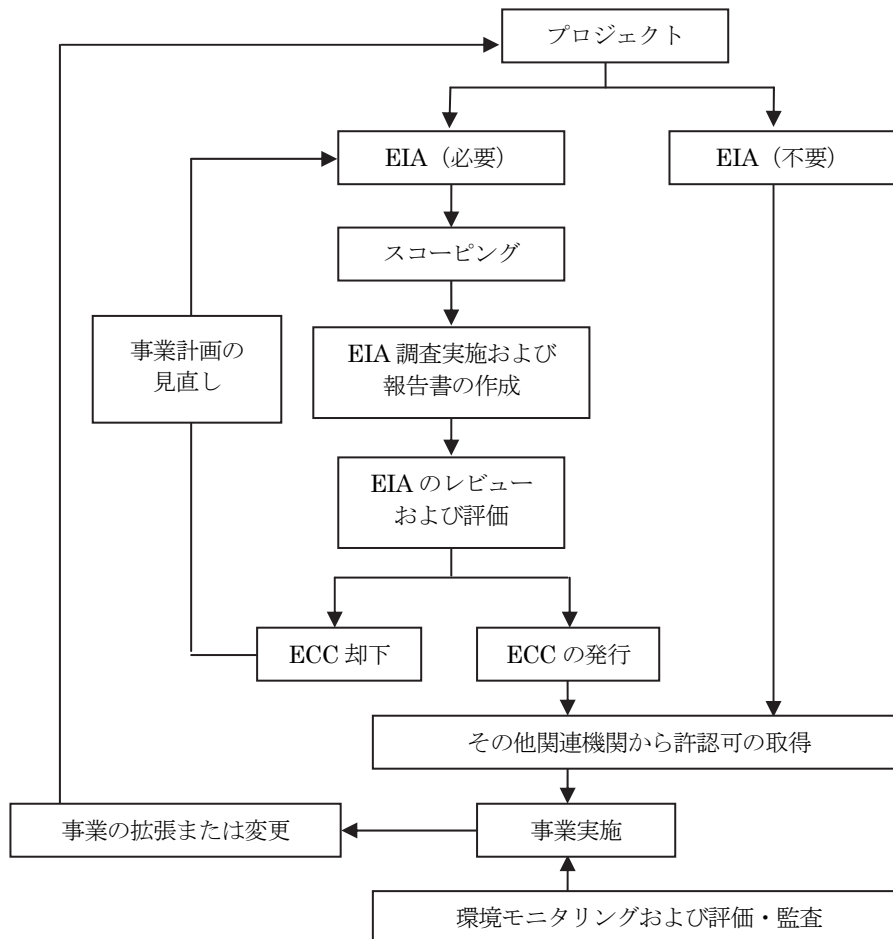 プロジェクト
EIA（必要）
EIA（不要）
スコーピング
事業計画の
見直し
EIA 調査実施および
報告書の作成
EIA のレビュー
および評価
ECC 却下
ECC の発行
その他関連機関から許認可の取得
事業の拡張または変更
事業実施
環境モニタリングおよび評価・監査